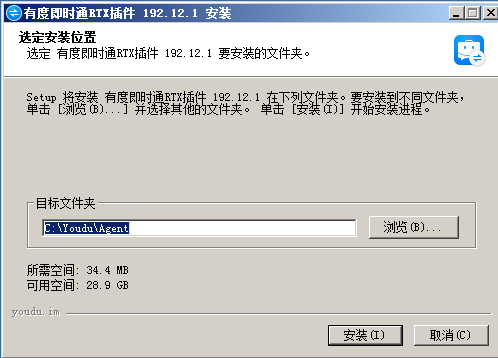 有度即时通RTX插件 192.12.1 安装
选定安装位置
选定 有度即时通RTX插件 192.12.1 要安装的文件夹。
Setup 将安装 有度即时通RTX插件 192.12.1 在下列文件夹。要安装到不同文件夹，
单击 [浏览(B)...] 并选择其他的文件夹。 单击 [安装(I)] 开始安装进程。
目标文件夹
C:\Youdu\Agent
浏览(B)...
所需空间: 34.4 MB
可用空间: 28.9 GB
youdu.im
安装(I)
取消(C)